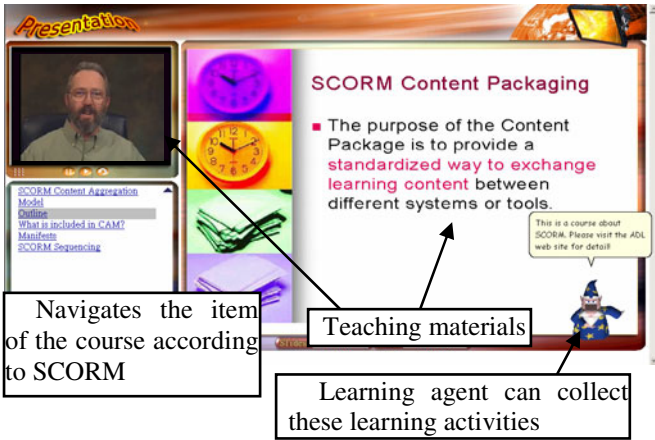 Presentation
SCORM Content Packaging
The purpose of the Content
Package is to provide a
standardized way to exchange
learning content between
different systems or tools.
SCORM Content Aggregation
Model
Outline
What is included in CAM?
Manifests
SCORM Sequencing
This is a course about
SCORM. Please visit the ADL
web site for detail!
Navigates the item
of the course according
to SCORM
Teaching materials
Learning agent can collect
these learning activities